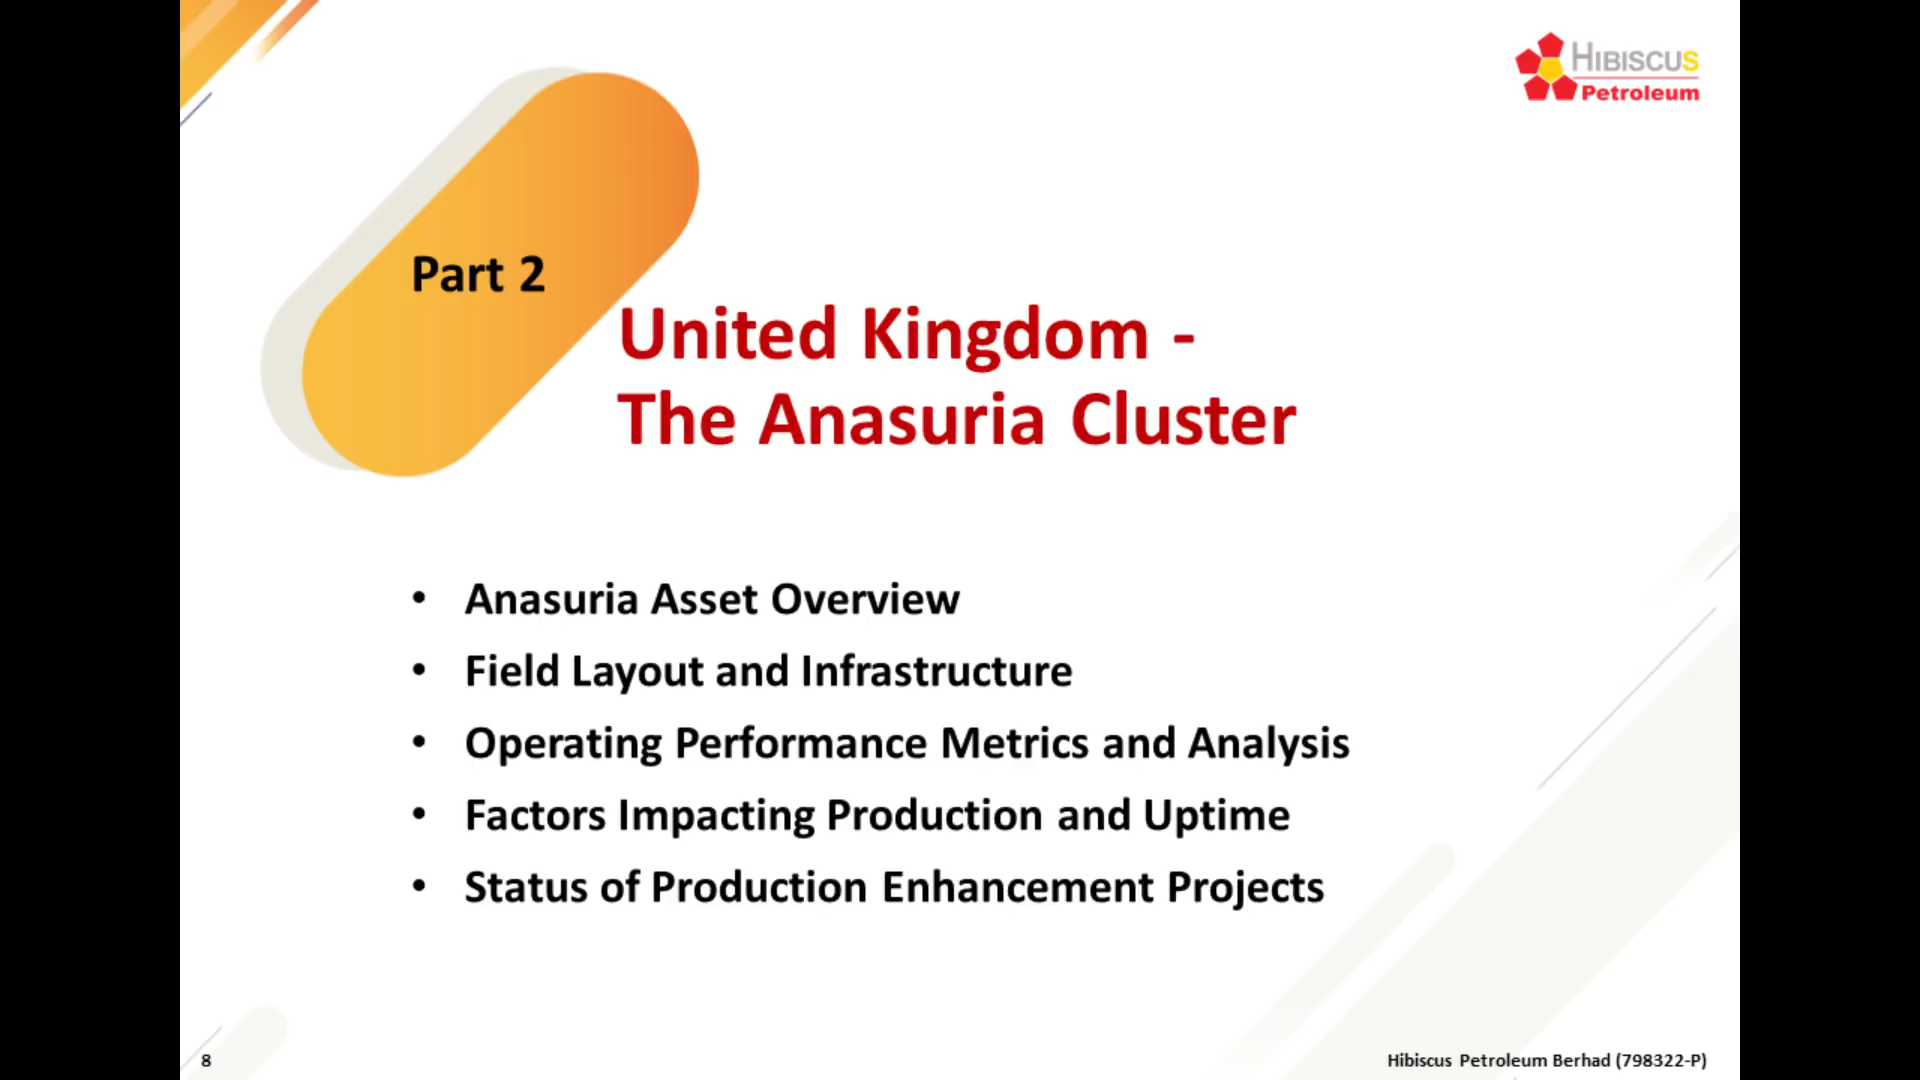 HIBISCUS
Petroleum
Part 2
United Kingdom -
The Anasuria Cluster
• Anasuria Asset Overview
• Field Layout and Infrastructure
• Operating Performance Metrics and Analysis
• Factors Impacting Production and Uptime
• Status of Production Enhancement Projects
8
Hibiscus Petroleum Berhad (798322-P)